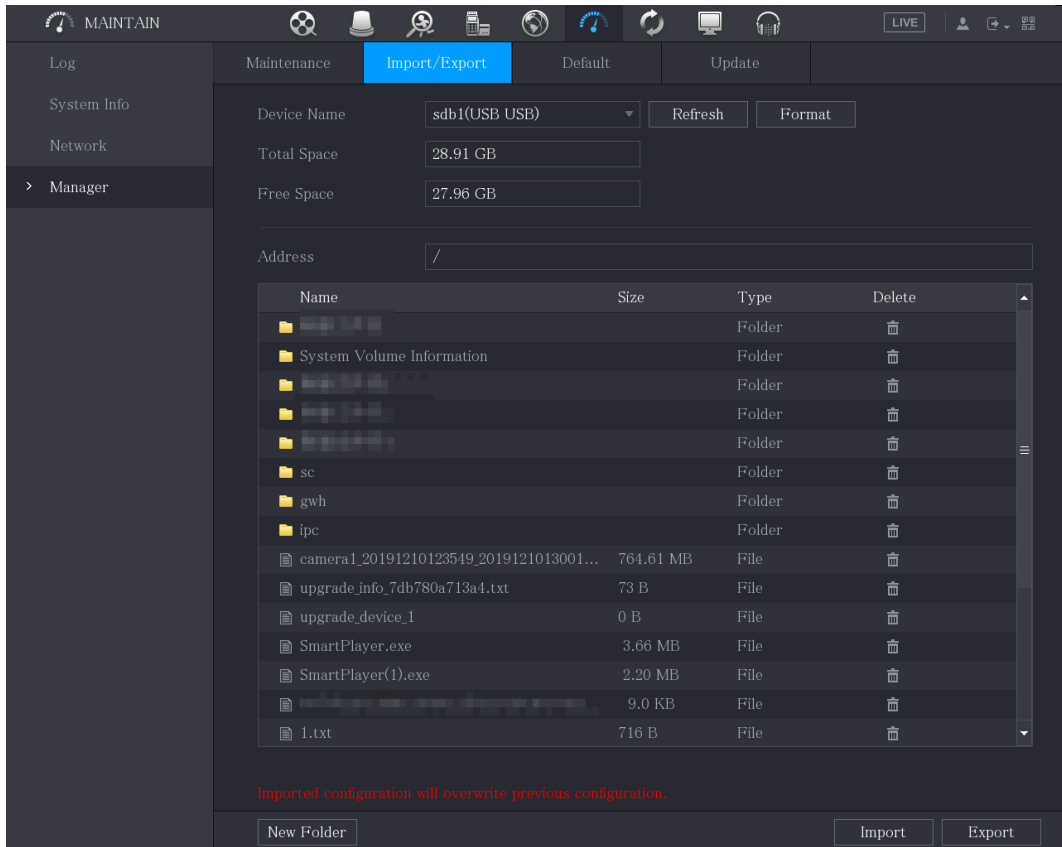 MAINTAIN
LIVE
Log
System Info
Network
Manager
Maintenance Import/Export Default Update
Device Name sdb1(USB USB) Refresh Format
Total Space 28.91 GB
Free Space 27.96 GB
Address /
Name Size Type Delete
Folder
System Volume Information Folder
Folder
Folder
Folder
sc Folder
gwh Folder
ipc Folder
camera1_20191210123549_2019121013001... 764.61 MB File
upgrade_info_7db780a713a4.txt 73 B File
upgrade_device_1 0 B File
SmartPlayer.exe 3.66 MB File
SmartPlayer(1).exe 2.20 MB File
9.0 KB File
1.txt 716 B File
Imported configuration will overwrite previous configuration.
New Folder Import Export